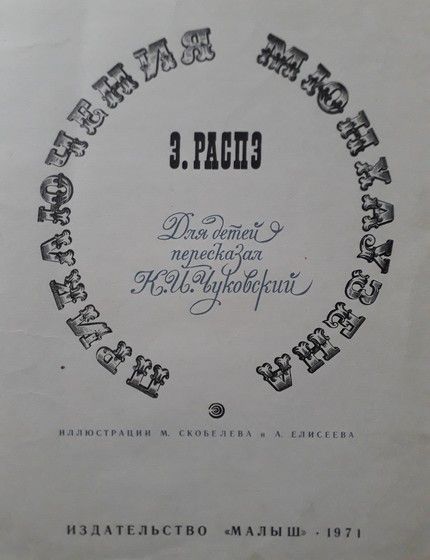 ПРИКЛЮЧЕНИЯ МЮНХАУЗЕНА
Э. РАСПЭ
Для детей
пересказал
К.И.Чуковский
ИЛЛЮСТРАЦИИ М. СКОБЕЛЕВА и А. ЕЛИСЕЕВА
ИЗДАТЕЛЬСТВО «МАЛЫШ» · 1971